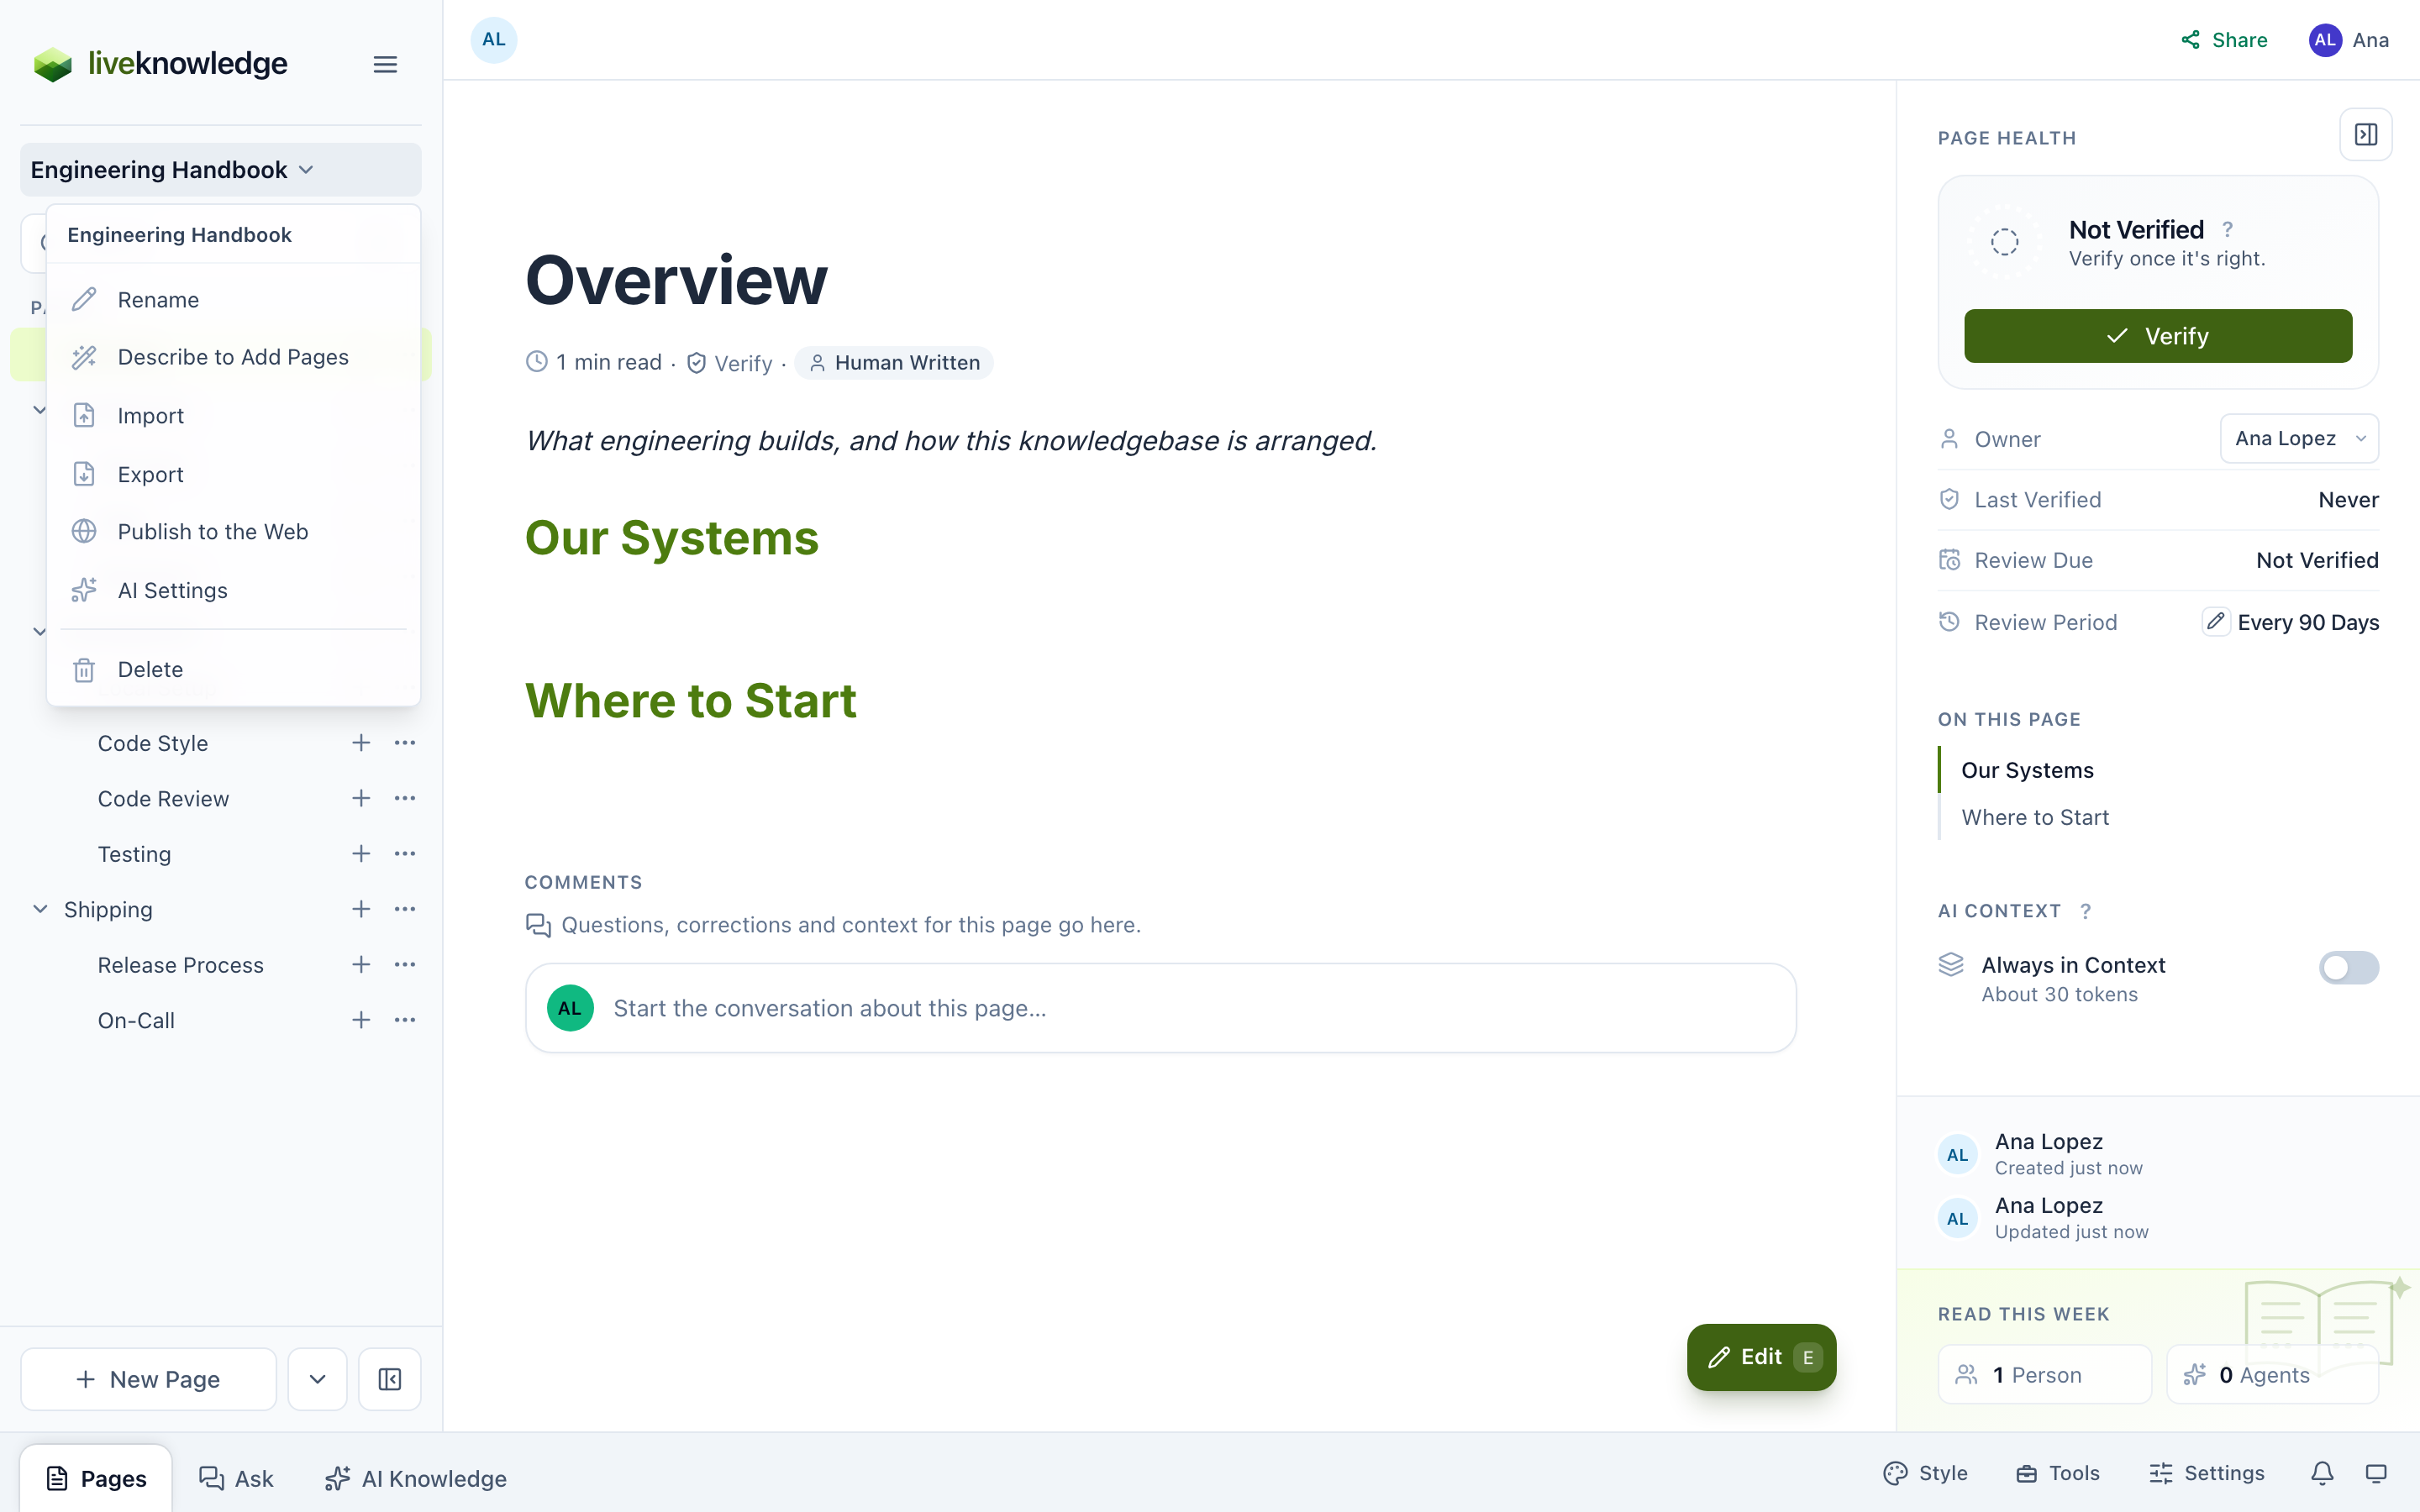 liveknowledge
AL
Share
AL Ana
Engineering Handbook
Engineering Handbook
Rename
Describe to Add Pages
Import
Export
Publish to the Web
AI Settings
Delete
Code Style
Code Review
Testing
Shipping
Release Process
On-Call
New Page
Overview
1 min read · Verify · Human Written
What engineering builds, and how this knowledgebase is arranged.
Our Systems
Where to Start
COMMENTS
Questions, corrections and context for this page go here.
AL Start the conversation about this page...
Edit E
PAGE HEALTH
Not Verified ?
Verify once it's right.
Verify
Owner Ana Lopez
Last Verified Never
Review Due Not Verified
Review Period Every 90 Days
ON THIS PAGE
Our Systems
Where to Start
AI CONTEXT ?
Always in Context
About 30 tokens
AL Ana Lopez
Created just now
AL Ana Lopez
Updated just now
READ THIS WEEK
1 Person
0 Agents
Pages
Ask
AI Knowledge
Style
Tools
Settings